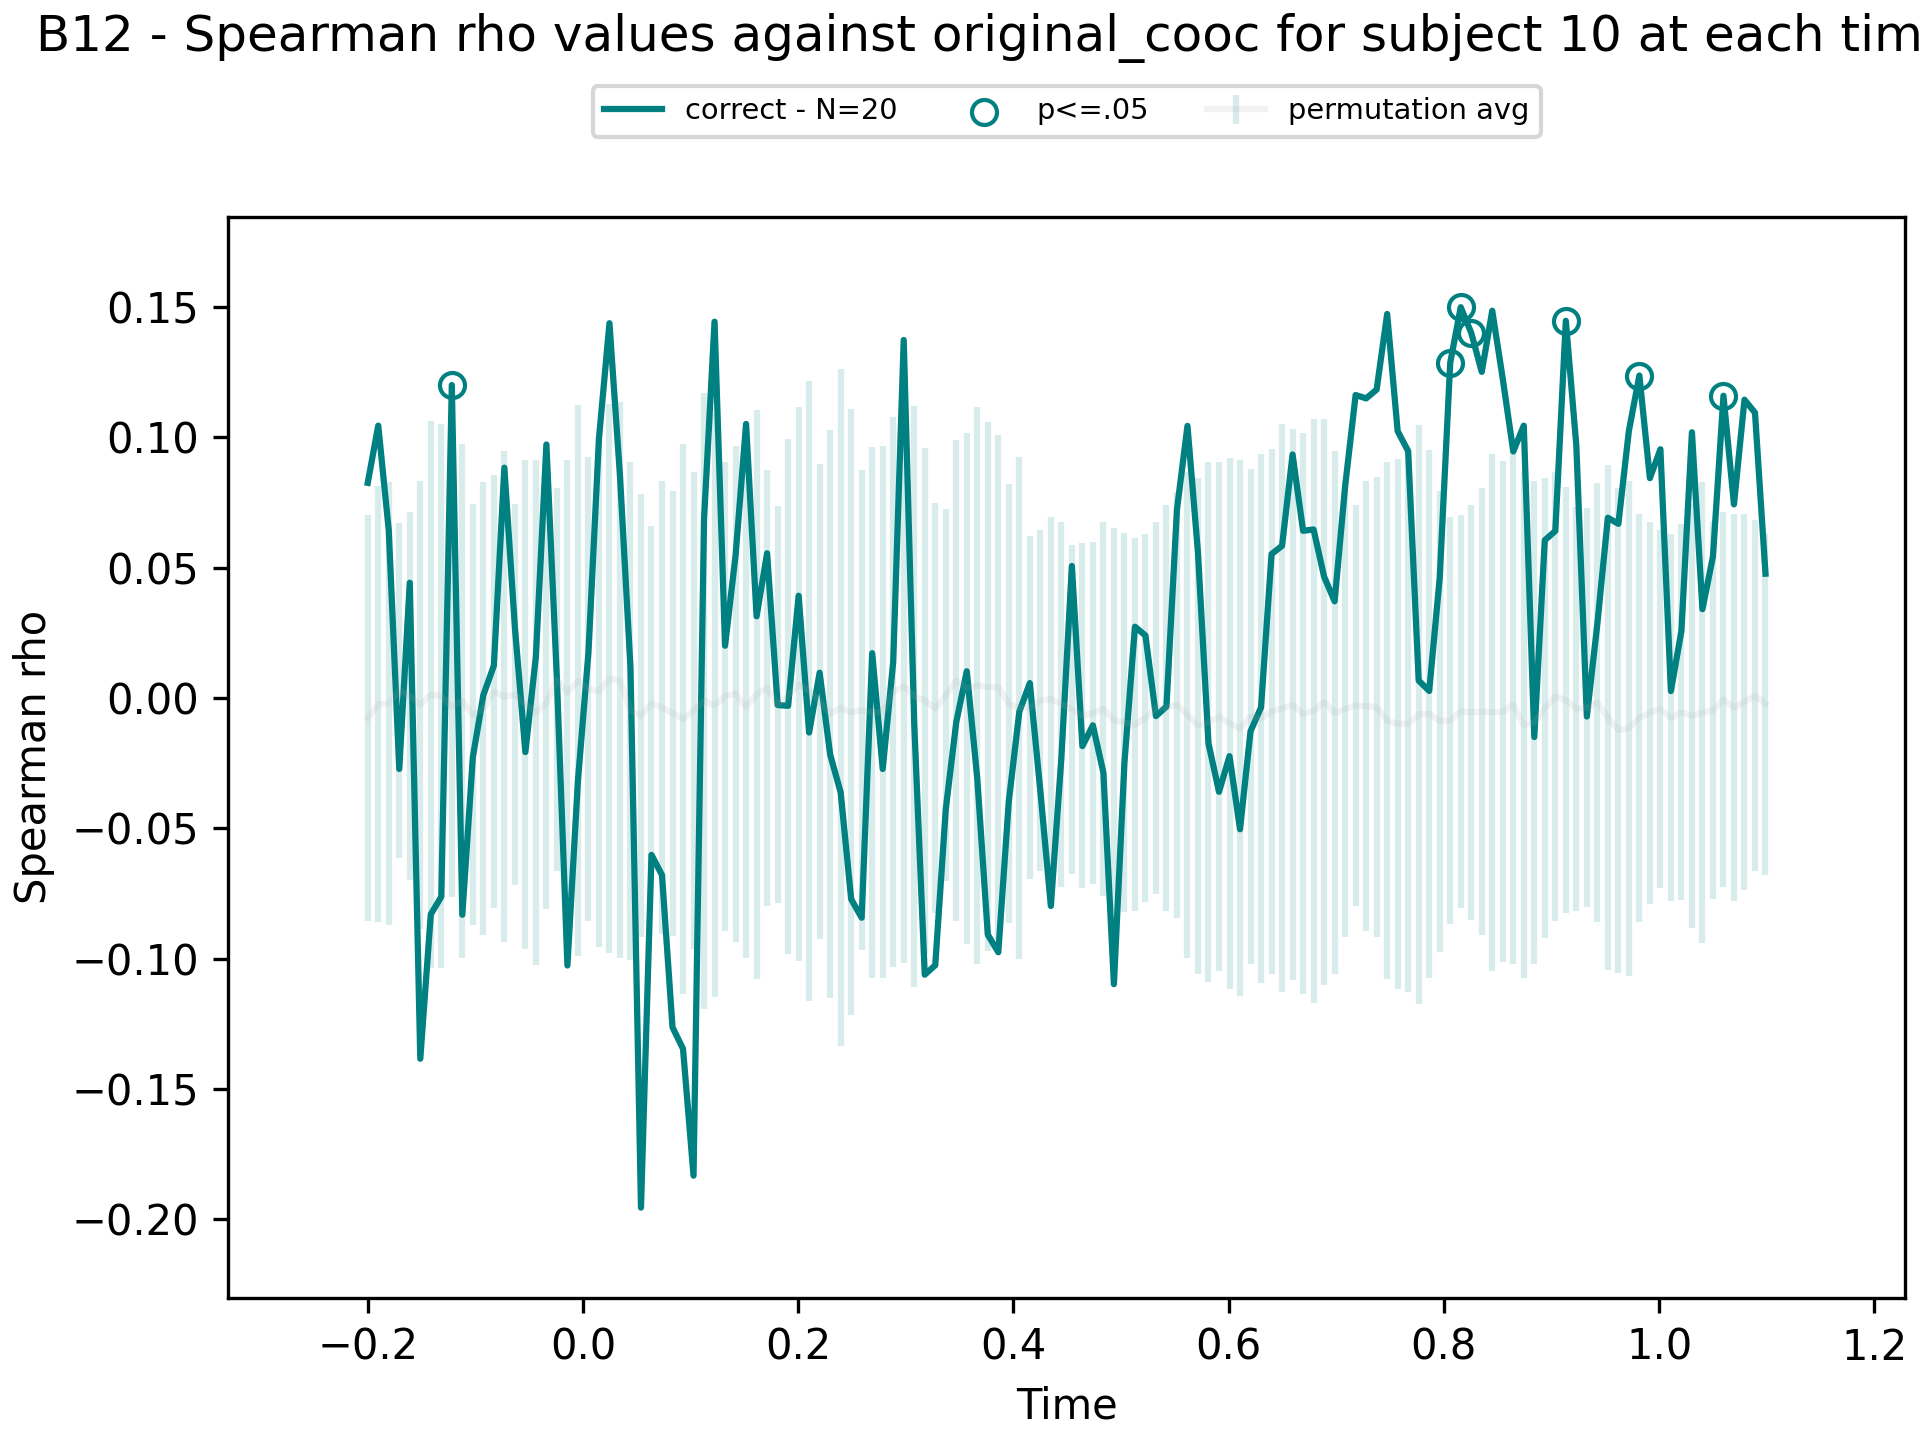 B12 - Spearman rho values against original_cooc for subject 10 at each tim
correct - N=20 p<=.05 permutation avg
Spearman rho
0.15
0.10
0.05
0.00
−0.05
−0.10
−0.15
−0.20
−0.2 0.0 0.2 0.4 0.6 0.8 1.0 1.2
Time